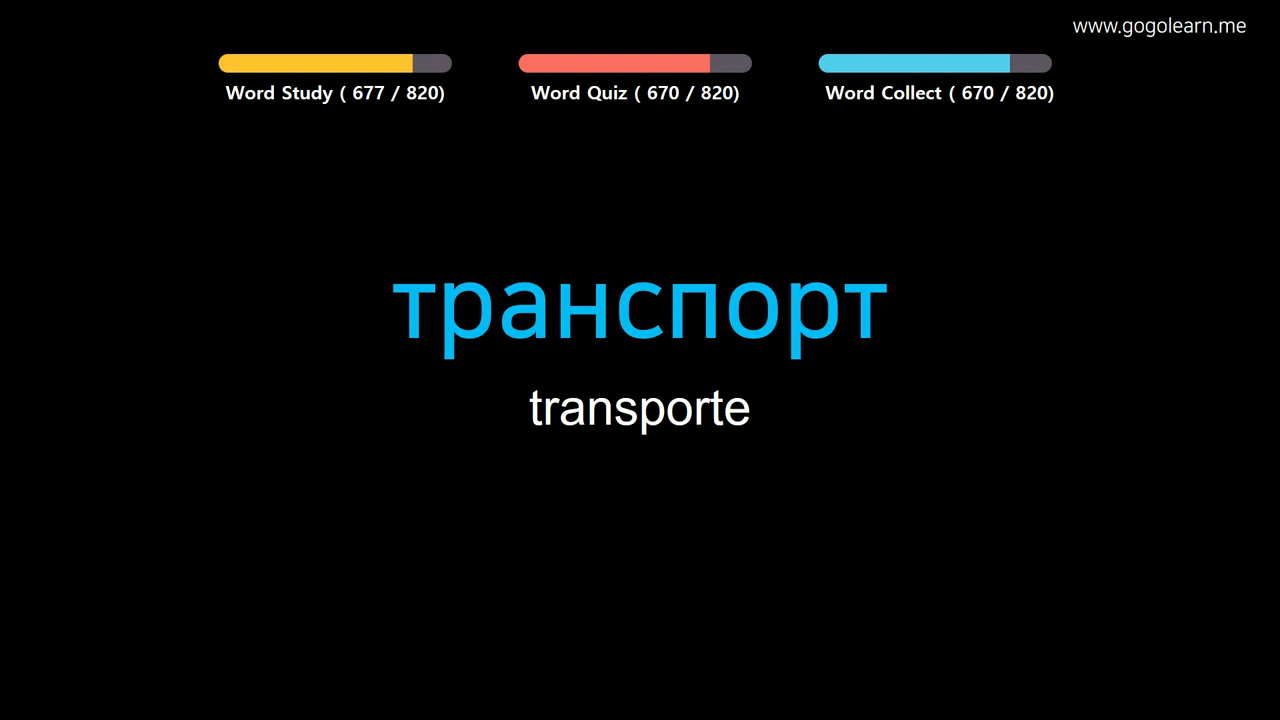 www.gogolearn.me
Word Study ( 677 / 820)
Word Quiz ( 670 / 820)
Word Collect ( 670 / 820)
транспорт
transporte